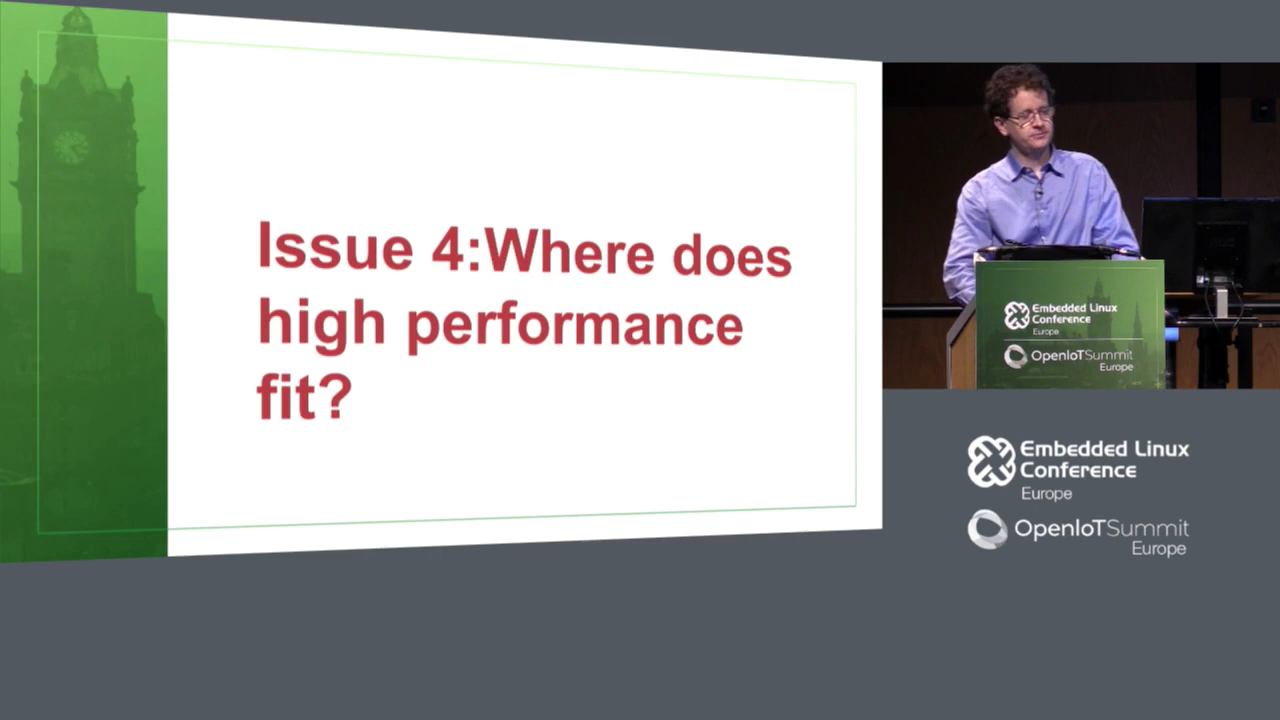 Issue 4:Where does
high performance
fit?
Embedded Linux
Conference
Europe
OpenIoTSummit
Europe
Embedded Linux
Conference
Europe
OpenIoTSummit
Europe